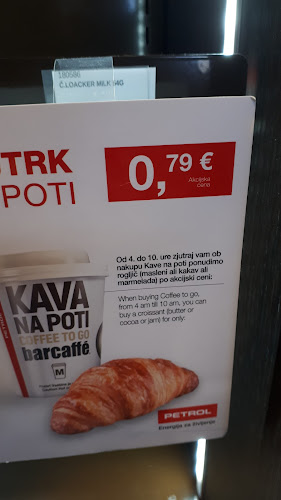 180586
Č.LOACKER MILK 54G
TRK
POTI
0,79 €
Akcijska
cena
Od 4. do 10. ure zjutraj vam ob
nakupu Kave na poti ponudimo
rogljič (masleni ali kakav ali
marmelada) po akcijski ceni:
When buying Coffee to go,
from 4 am till 10 am, you can
buy a croissant (butter or
cocoa or jam) for only:
KAVA
NA POTI
COFFEE TO GO
barcaffé
M
PETROL
Energija za življenje